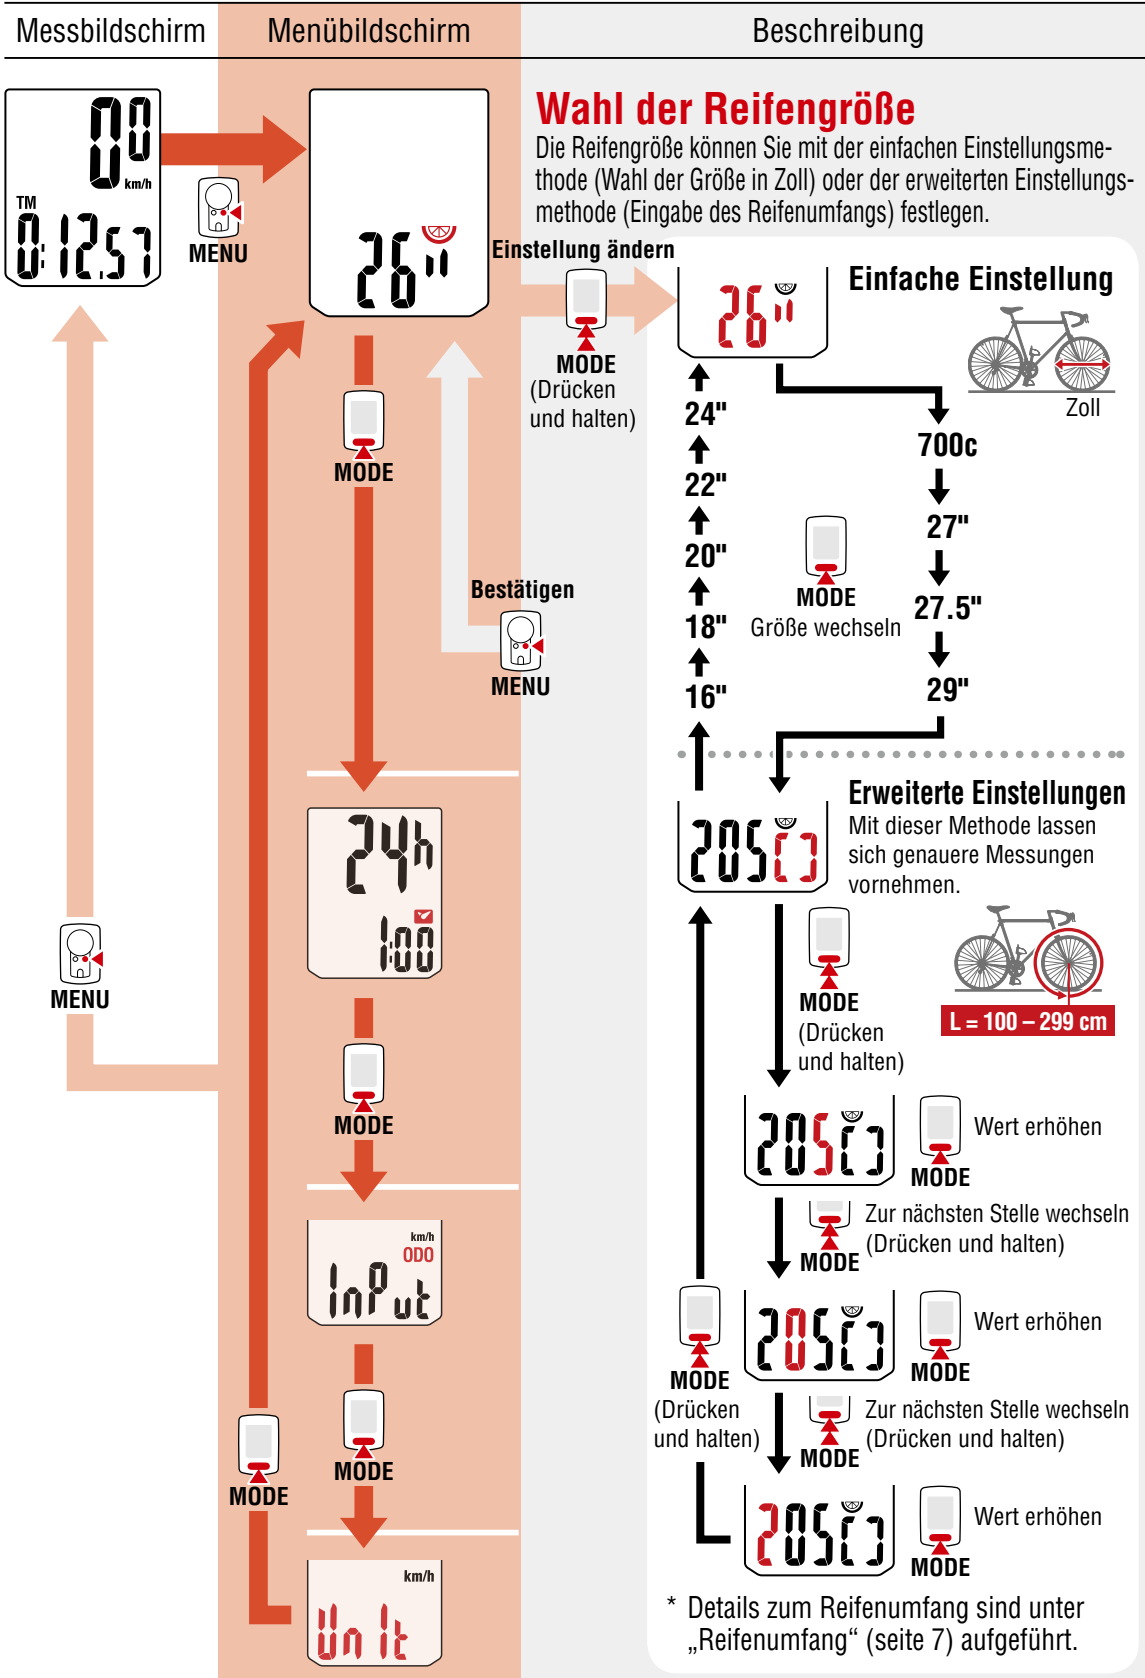 Messbildschirm
Menübildschirm
Beschreibung
00
km/h
TM
0:12.57
MENU
26"
Wahl der Reifengröße
Die Reifengröße können Sie mit der einfachen Einstellungsme-
thode (Wahl der Größe in Zoll) oder der erweiterten Einstellungs-
methode (Eingabe des Reifenumfangs) festlegen.
Einstellung ändern
MODE
(Drücken
und halten)
26"
Einfache Einstellung
Zoll
24"
22"
20"
18"
16"
700c
27"
27.5"
29"
MODE
Größe wechseln
MODE
Bestätigen
MENU
24h
1:00
MENU
MODE
km/h
ODO
InPut
MODE
MODE
km/h
UnIt
205[]
Erweiterte Einstellungen
Mit dieser Methode lassen
sich genauere Messungen
vornehmen.
L = 100 – 299 cm
MODE
(Drücken
und halten)
205[]
MODE
Wert erhöhen
MODE
Zur nächsten Stelle wechseln
(Drücken und halten)
205[]
MODE
Wert erhöhen
MODE
(Drücken
und halten)
MODE
Zur nächsten Stelle wechseln
(Drücken und halten)
205[]
MODE
Wert erhöhen
* Details zum Reifenumfang sind unter
„Reifenumfang“ (seite 7) aufgeführt.